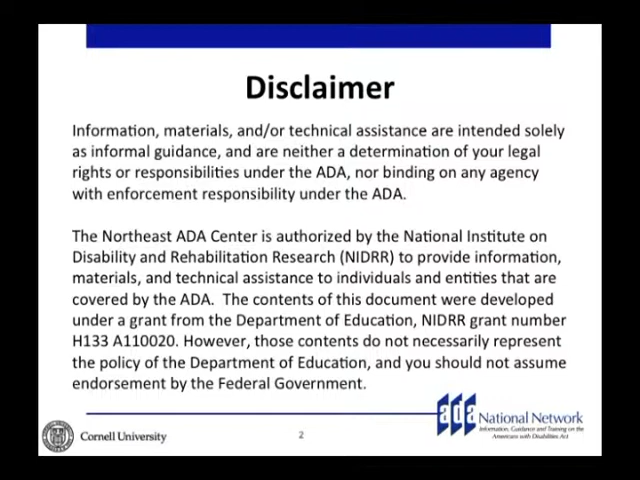 Disclaimer
Information, materials, and/or technical assistance are intended solely
as informal guidance, and are neither a determination of your legal
rights or responsibilities under the ADA, nor binding on any agency
with enforcement responsibility under the ADA.
The Northeast ADA Center is authorized by the National Institute on
Disability and Rehabilitation Research (NIDRR) to provide information,
materials, and technical assistance to individuals and entities that are
covered by the ADA.  The contents of this document were developed
under a grant from the Department of Education, NIDRR grant number
H133 A110020. However, those contents do not necessarily represent
the policy of the Department of Education, and you should not assume
endorsement by the Federal Government.
Cornell University
2
ada National Network
Information, Guidance and Training on the
Americans with Disabilities Act